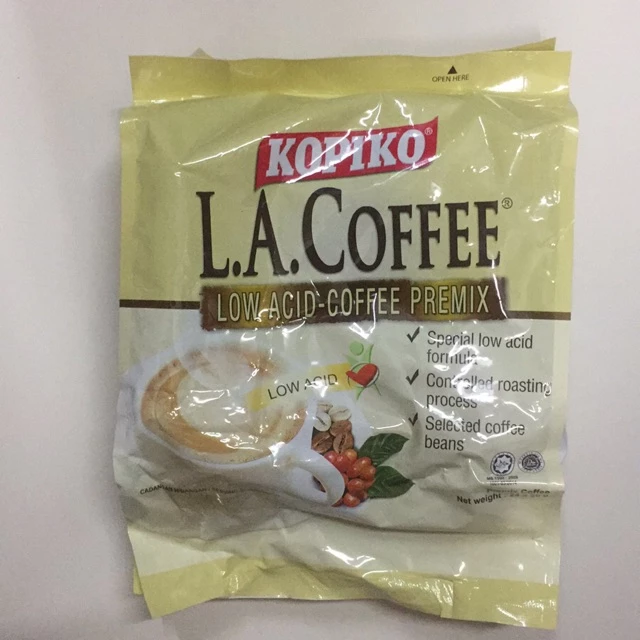 OPEN HERE
KOPIKO®
L.A.COFFEE®
LOW ACID-COFFEE PREMIX
✓ Special low acid
formula
✓ Controlled roasting
process
✓ Selected coffee
beans
LOW ACID
Coffee
Net weight